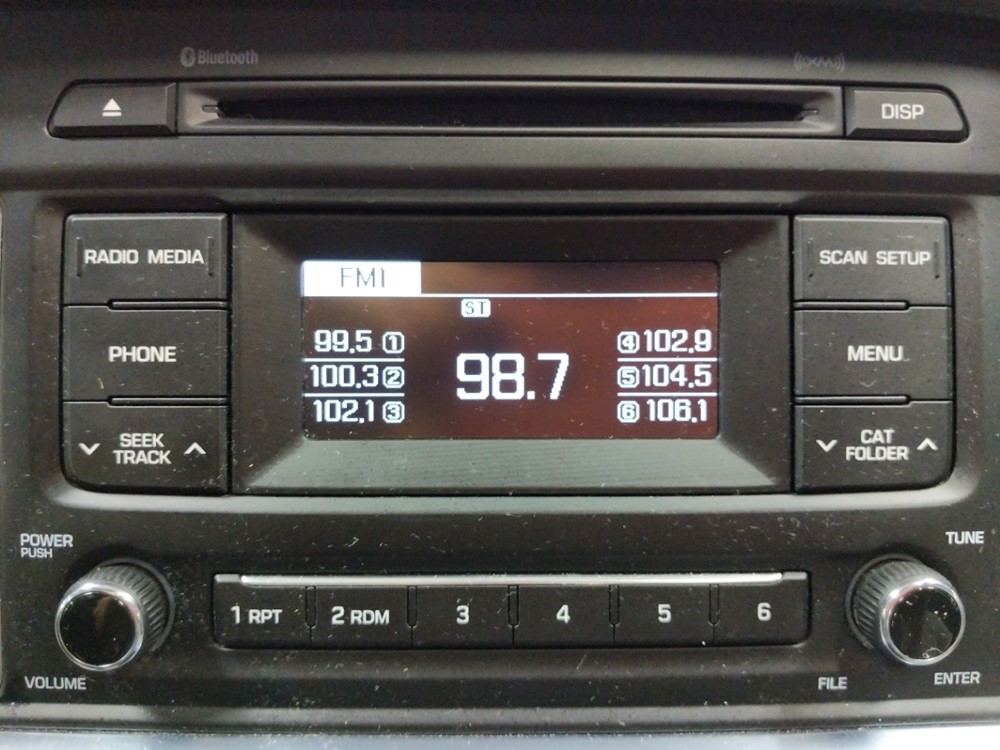 Bluetooth
((XM))
DISP
RADIO MEDIA
SCAN SETUP
FM1
ST
99.5 1
100.3 2
102.1 3
98.7
4 102.9
5 104.5
6 106.1
PHONE
MENU
SEEK
TRACK
CAT
FOLDER
POWER
PUSH
TUNE
1 RPT
2 RDM
3
4
5
6
VOLUME
FILE
ENTER